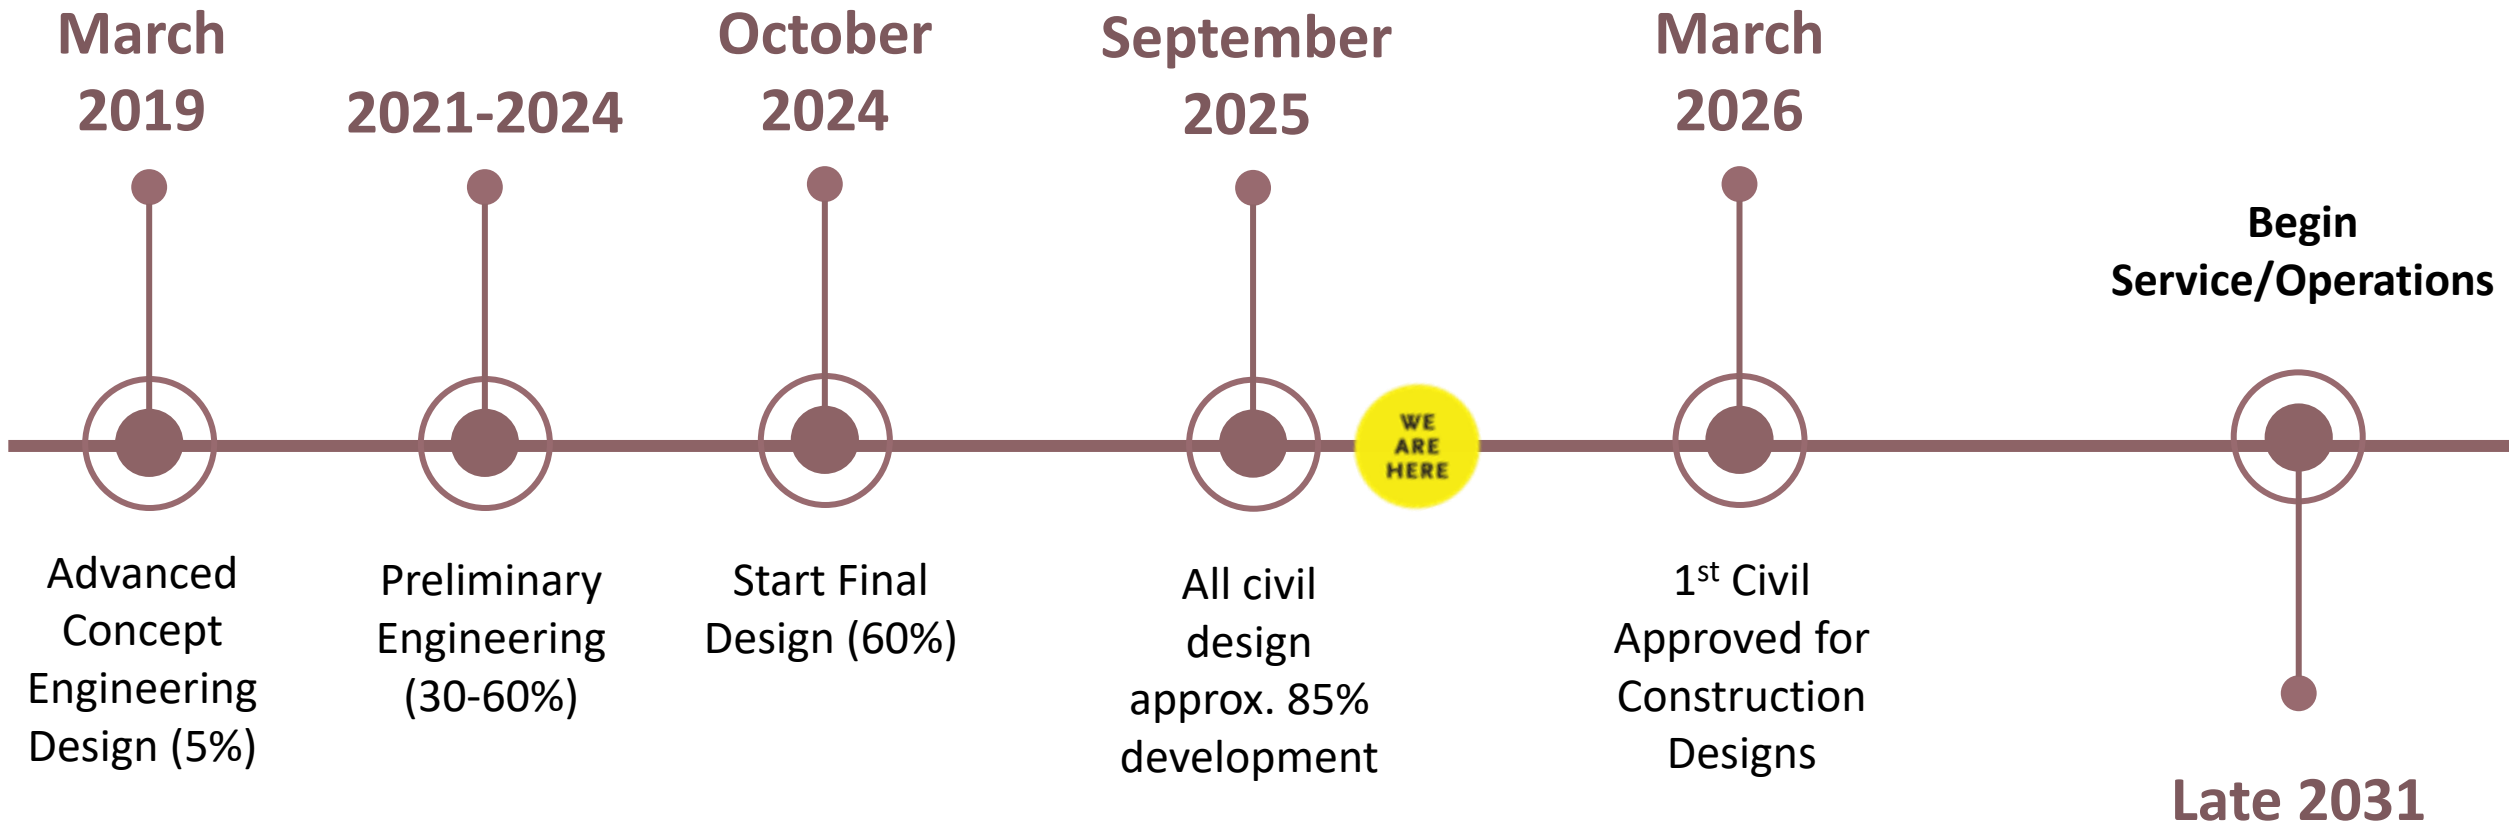 March
2019
2021-2024
October
2024
September
2025
March
2026
Begin
Service/Operations
WE
ARE
HERE
Advanced
Concept
Engineering
Design (5%)
Preliminary
Engineering
(30-60%)
Start Final
Design (60%)
All civil
design
approx. 85%
development
1st Civil
Approved for
Construction
Designs
Late 2031